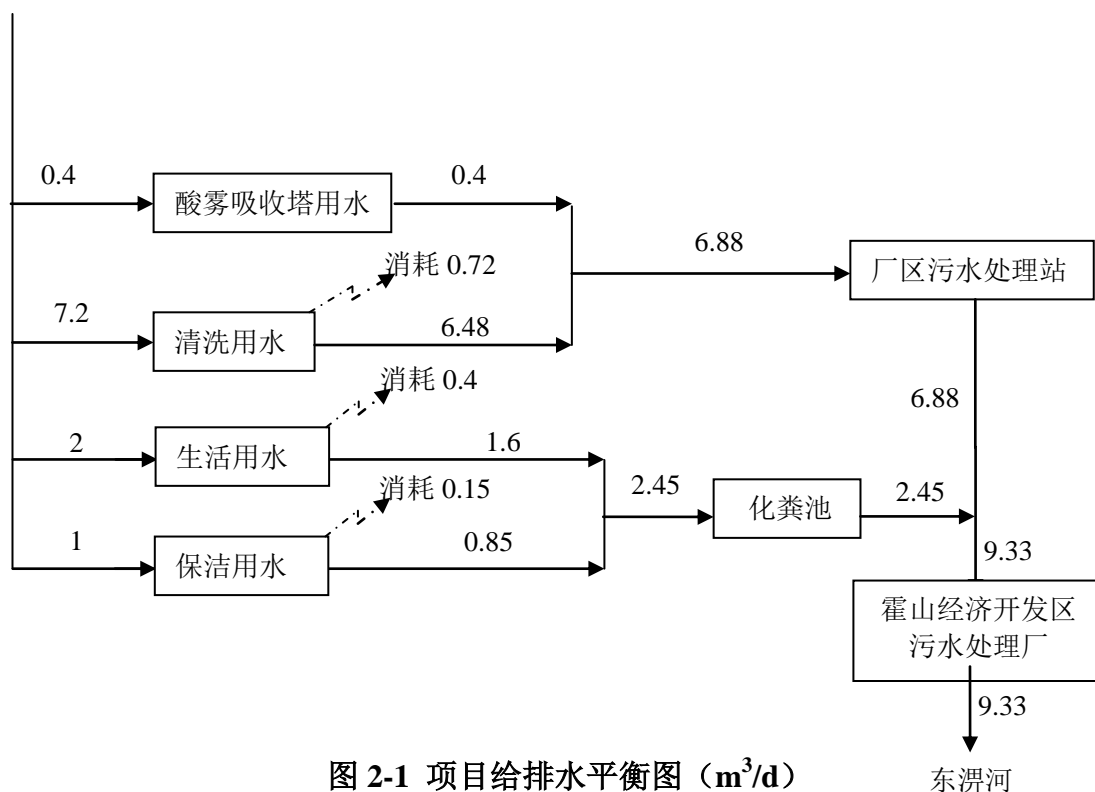 0.4
酸雾吸收塔用水
0.4
消耗 0.72
6.88
厂区污水处理站
7.2
清洗用水
6.48
消耗 0.4
6.88
2
生活用水
1.6
消耗 0.15
2.45
化粪池
2.45
1
保洁用水
0.85
9.33
霍山经济开发区
污水处理厂
9.33
图 2-1 项目给排水平衡图（m³/d）
东淠河